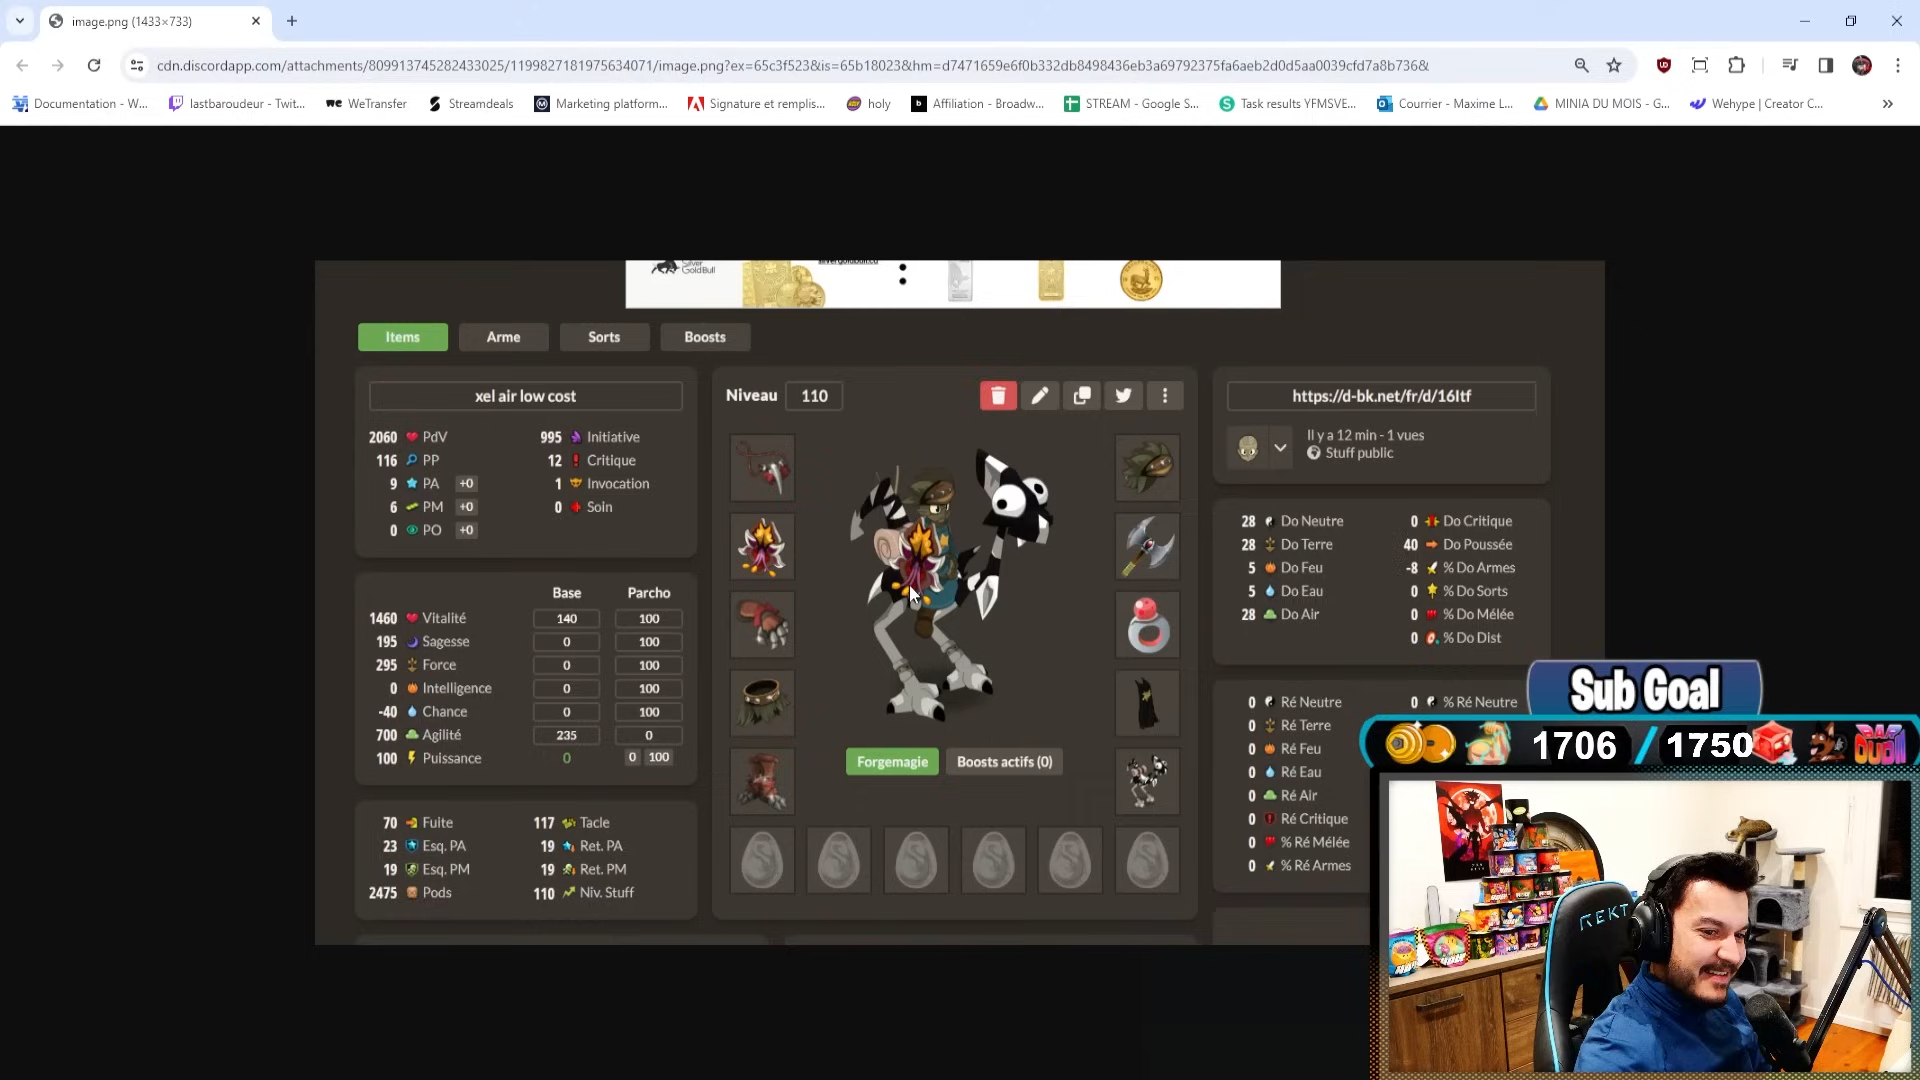 image.png (1433×733)
cdn.discordapp.com/attachments/809913745282433025/1199827181975634071/image.png?ex=65c3f523&is=65b18023&hm=d7471659e6f0b332db8498436eb3a69792375fa6aeb2d0d5aa0039cfd7a8b736&
Documentation - W... lastbaroudeur - Twit... WeTransfer Streamdeals Marketing platform... Signature et remplis... holy Affiliation - Broadw... STREAM - Google S... Task results YFMSVE... Courrier - Maxime L... MINIA DU MOIS - G... Wehype | Creator C...
Silver Gold Bull
silvergoldbull.ca
Items Arme Sorts Boosts
xel air low cost
2060 PdV 995 Initiative
116 PP 12 Critique
9 PA +0 1 Invocation
6 PM +0 0 Soin
0 PO +0
Base Parcho
1460 Vitalité 140 100
195 Sagesse 0 100
295 Force 0 100
0 Intelligence 0 100
-40 Chance 0 100
700 Agilité 235 0
100 Puissance 0 0 100
70 Fuite 117 Tacle
23 Esq. PA 19 Ret. PA
19 Esq. PM 19 Ret. PM
2475 Pods 110 Niv. Stuff
Niveau 110
Forgemagie Boosts actifs (0)
https://d-bk.net/fr/d/16Itf
Il y a 12 min - 1 vues
Stuff public
28 Do Neutre 0 Do Critique
28 Do Terre 40 Do Poussée
5 Do Feu -8 % Do Armes
5 Do Eau 0 % Do Sorts
28 Do Air 0 % Do Mélée
0 % Do Dist
0 Ré Neutre 0 % Ré Neutre
0 Ré Terre
0 Ré Feu
0 Ré Eau
0 Ré Air
0 Ré Critique
0 % Ré Mélée
0 % Ré Armes
Sub Goal
1706 / 1750
REKT